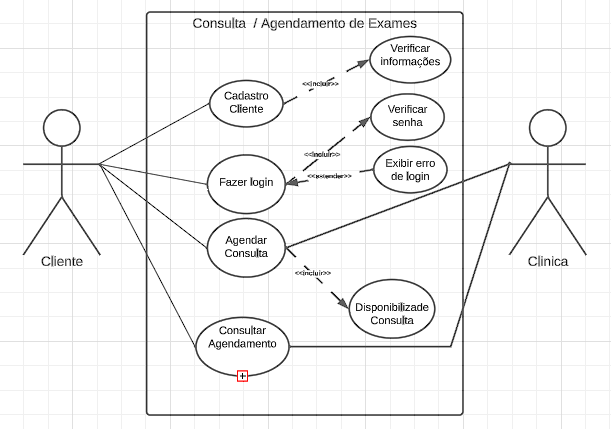 Consulta / Agendamento de Exames
Verificar
informações
<<incluir>>
Cadastro
Cliente
Verificar
senha
<<incluir>>
Exibir erro
de login
<<extender>>
Fazer login
Agendar
Consulta
<<incluir>>
Cliente
Clinica
Disponibilizade
Consulta
Consultar
Agendamento